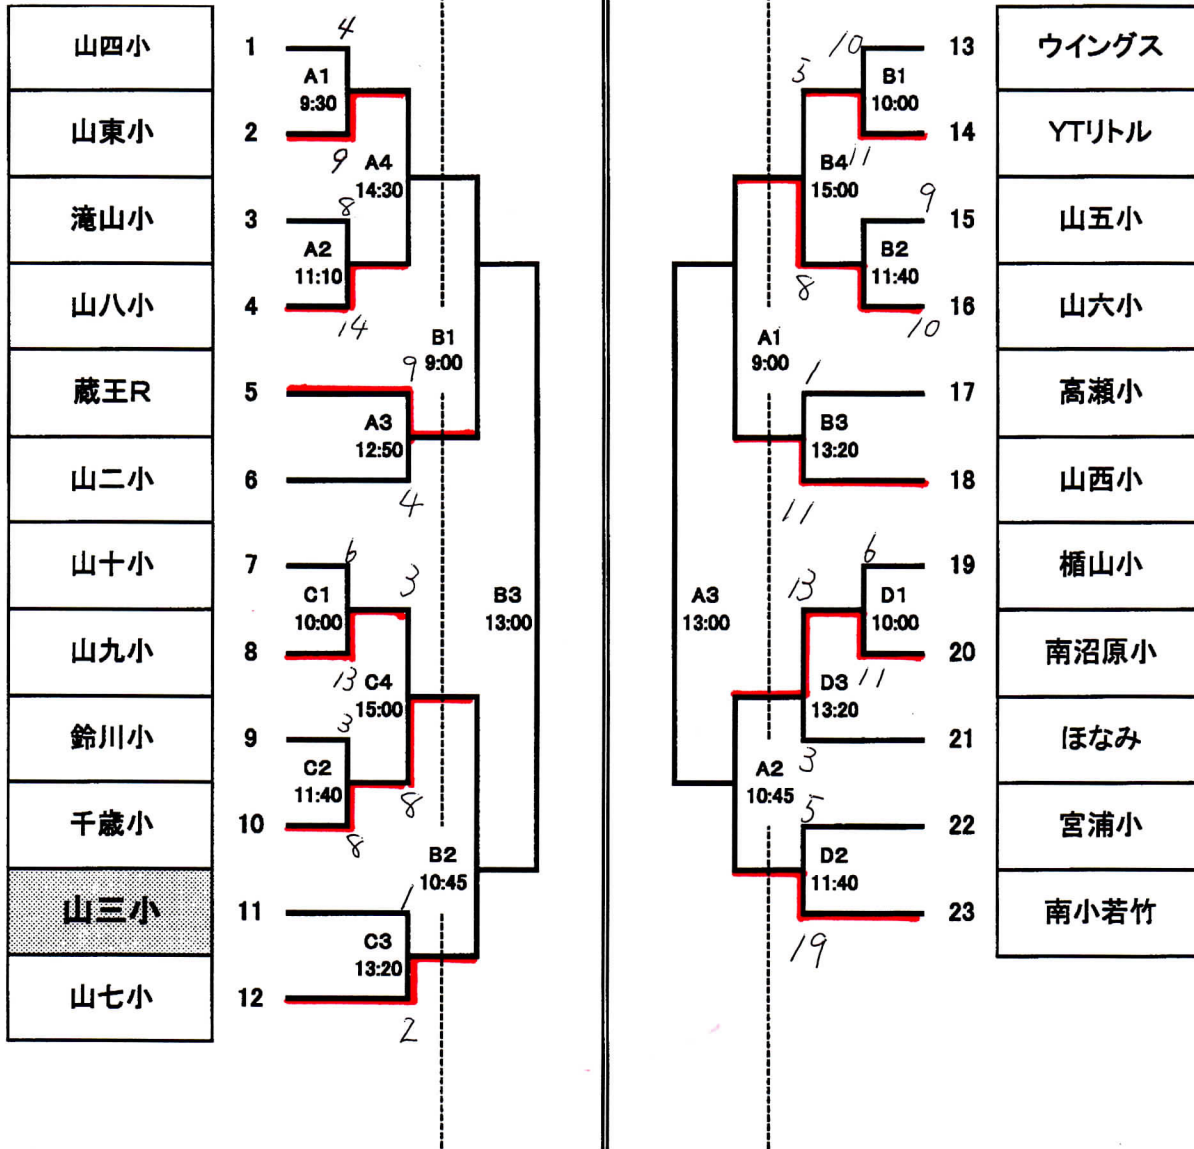 山四小 1 4
A1
9:30
山東小 2 9
A4
14:30
滝山小 3 8
A2
11:10
山八小 4 14
B1
9:00
蔵王R 5 9
A3
12:50
山二小 6 4
山十小 7 6
C1
10:00
3
B3
13:00
山九小 8 13
C4
15:00
鈴川小 9 3
C2
11:40
8
千歳小 10 8
B2
10:45
山三小 11 1
C3
13:20
山七小 12 2
10 13 ウイングス
5
B1
10:00
11 14 YTリトル
B4
15:00
9 15 山五小
B2
11:40
8
10 16 山六小
A1
9:00
1 17 高瀬小
B3
13:20
11 18 山西小
6 19 楯山小
13
D1
10:00
A3
13:00
11 20 南沼原小
D3
13:20
3 21 ほなみ
A2
10:45
5 22 宮浦小
D2
11:40
19 23 南小若竹